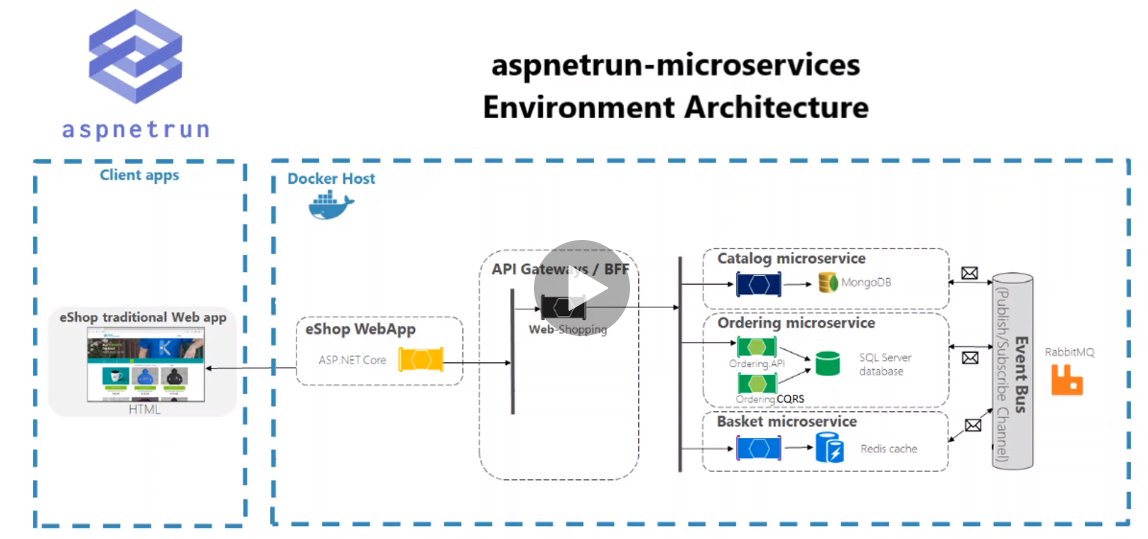 aspnetrun
aspnetrun-microservices
Environment Architecture
Client apps
eShop traditional Web app
HTML
Docker Host
eShop WebApp
ASP.NET Core
API Gateways / BFF
Web-Shopping
Catalog microservice
MongoDB
Ordering microservice
Ordering.API
Ordering.CQRS
SQL Server
database
Basket microservice
Redis cache
Event Bus
(Publish/Subscribe Channel)
RabbitMQ